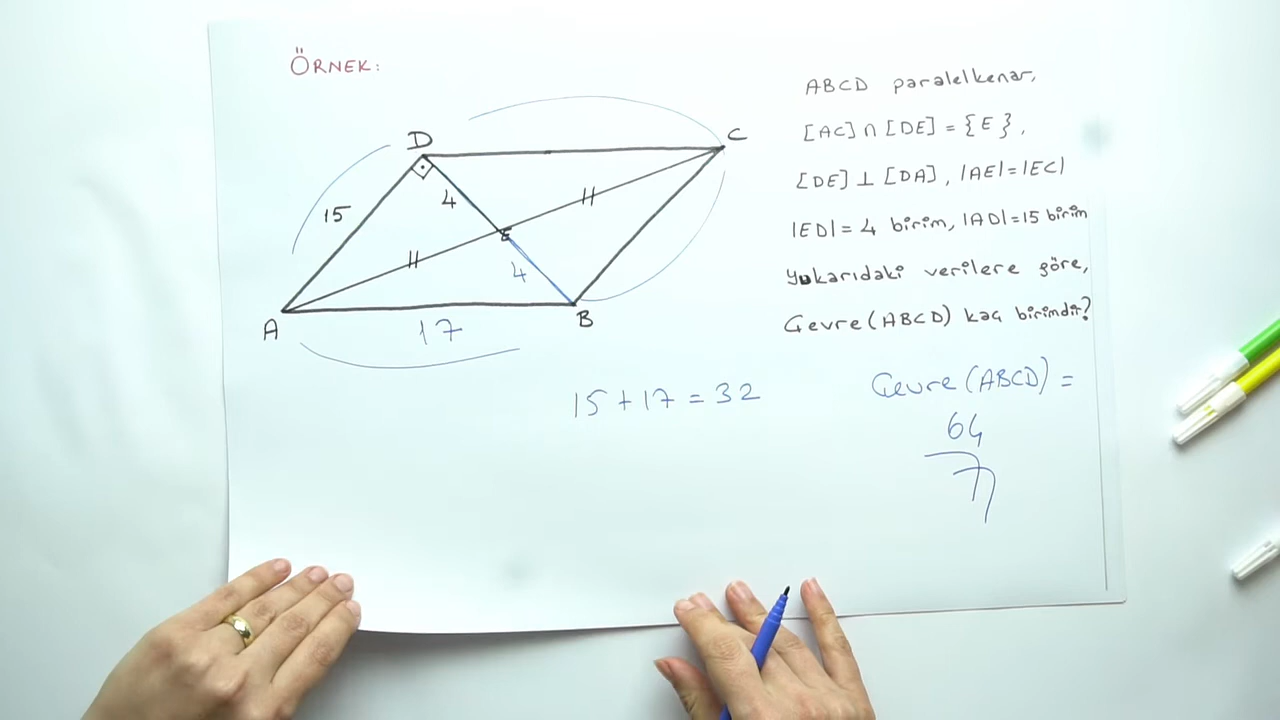 ÖRNEK:
ABCD paralelkenar,
[AC]∩[DE]={E},
[DE]⊥[DA], |AE|=|EC|
|ED|=4 birim, |AD|=15 birim
yukarıdaki verilere göre,
Çevre(ABCD) kaç birimdir?
D
C
15
4
E
4
A
17
B
15+17=32
Çevre(ABCD)=
64